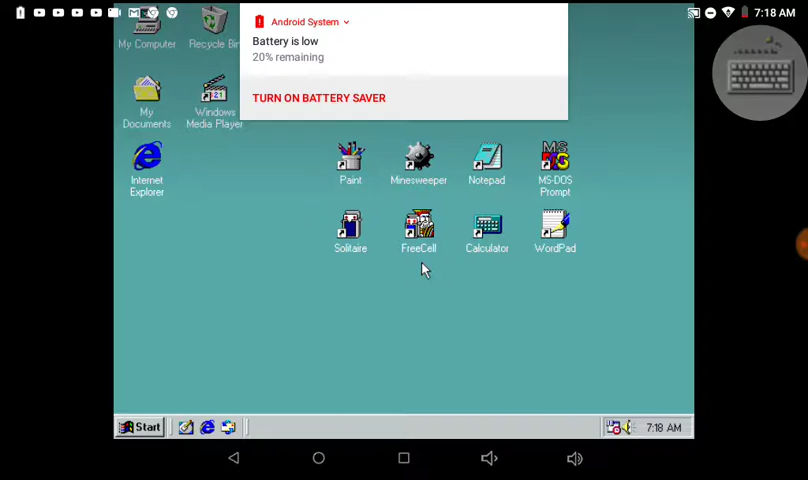 7:18 AM
Android System
Battery is low
20% remaining
TURN ON BATTERY SAVER
My Computer
Recycle Bin
My
Documents
Windows
Media Player
Internet
Explorer
Paint
Minesweeper
Notepad
MS-DOS
Prompt
Solitaire
FreeCell
Calculator
WordPad
Start
7:18 AM